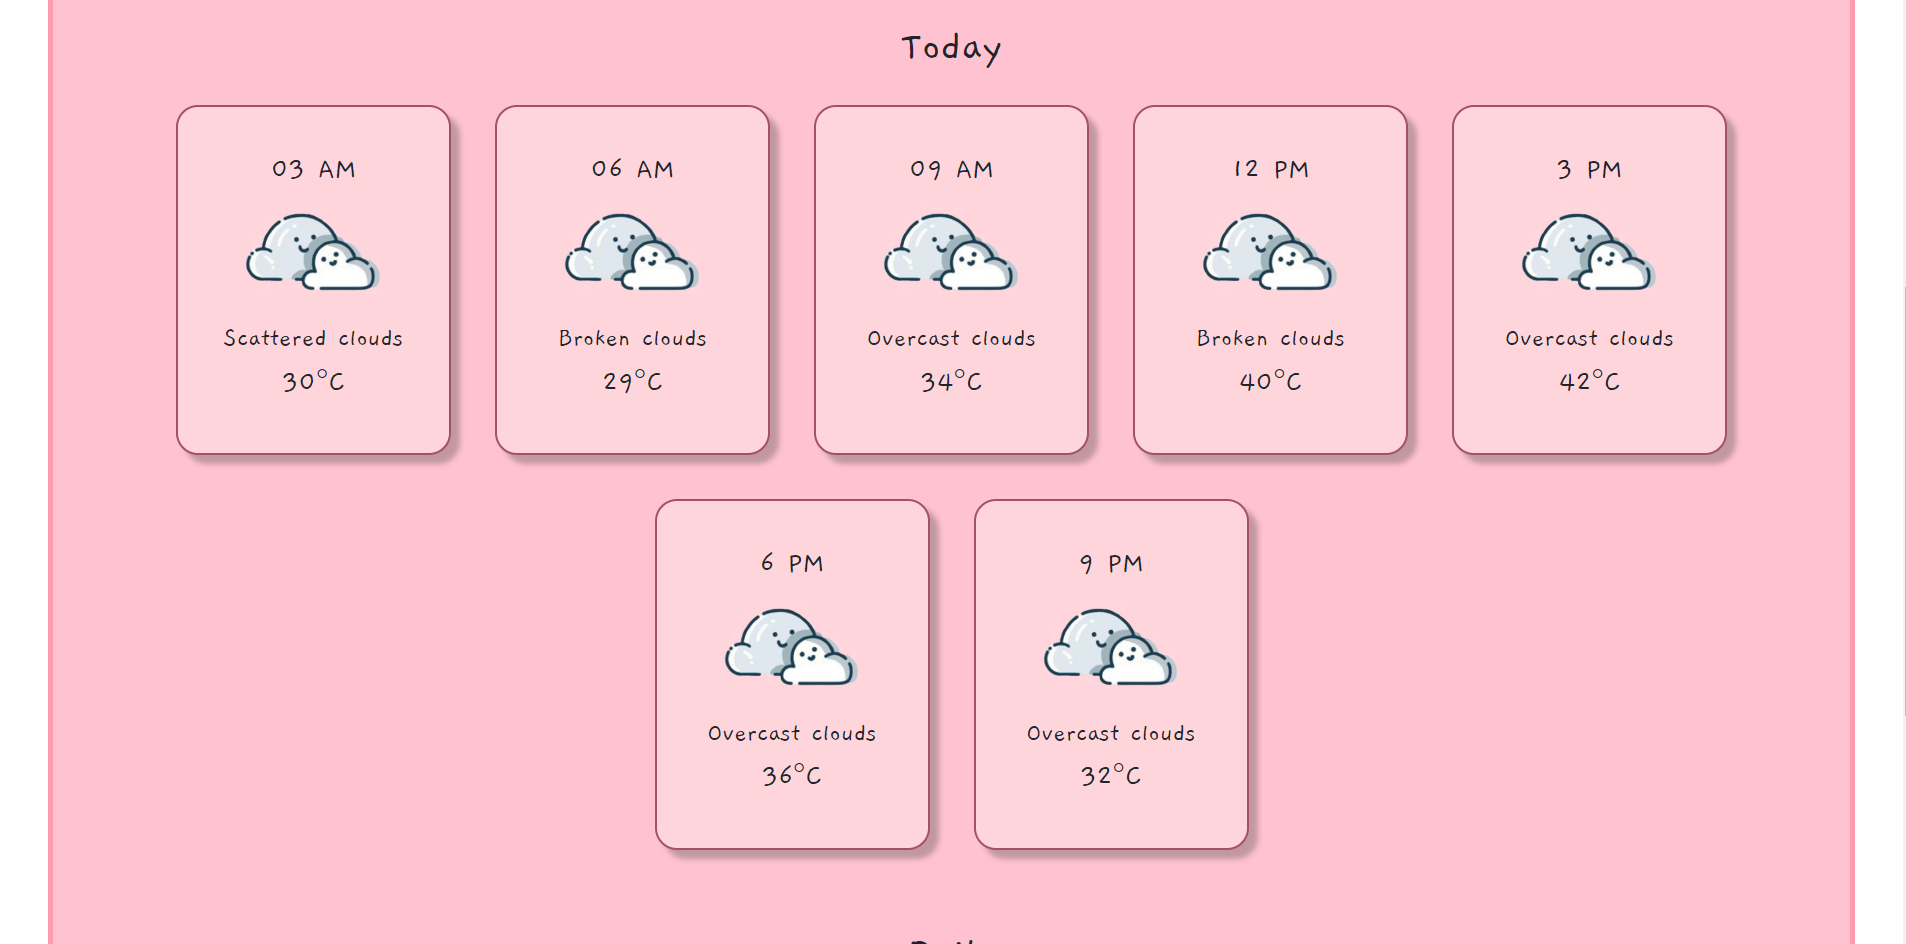 Today
03 AM
Scattered clouds
30°C
06 AM
Broken clouds
29°C
09 AM
Overcast clouds
34°C
12 PM
Broken clouds
40°C
3 PM
Overcast clouds
42°C
6 PM
Overcast clouds
36°C
9 PM
Overcast clouds
32°C